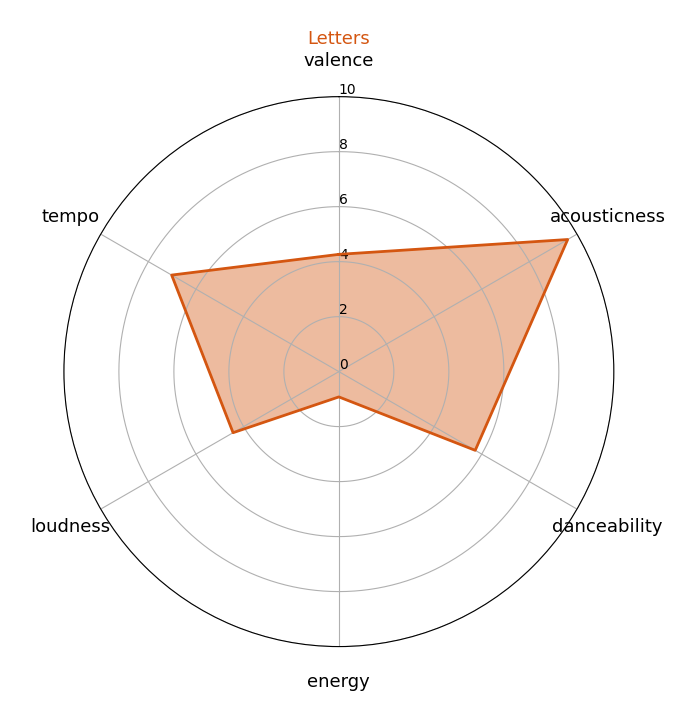 Letters
valence
10
8
6
4
2
0
tempo
acousticness
loudness
danceability
energy